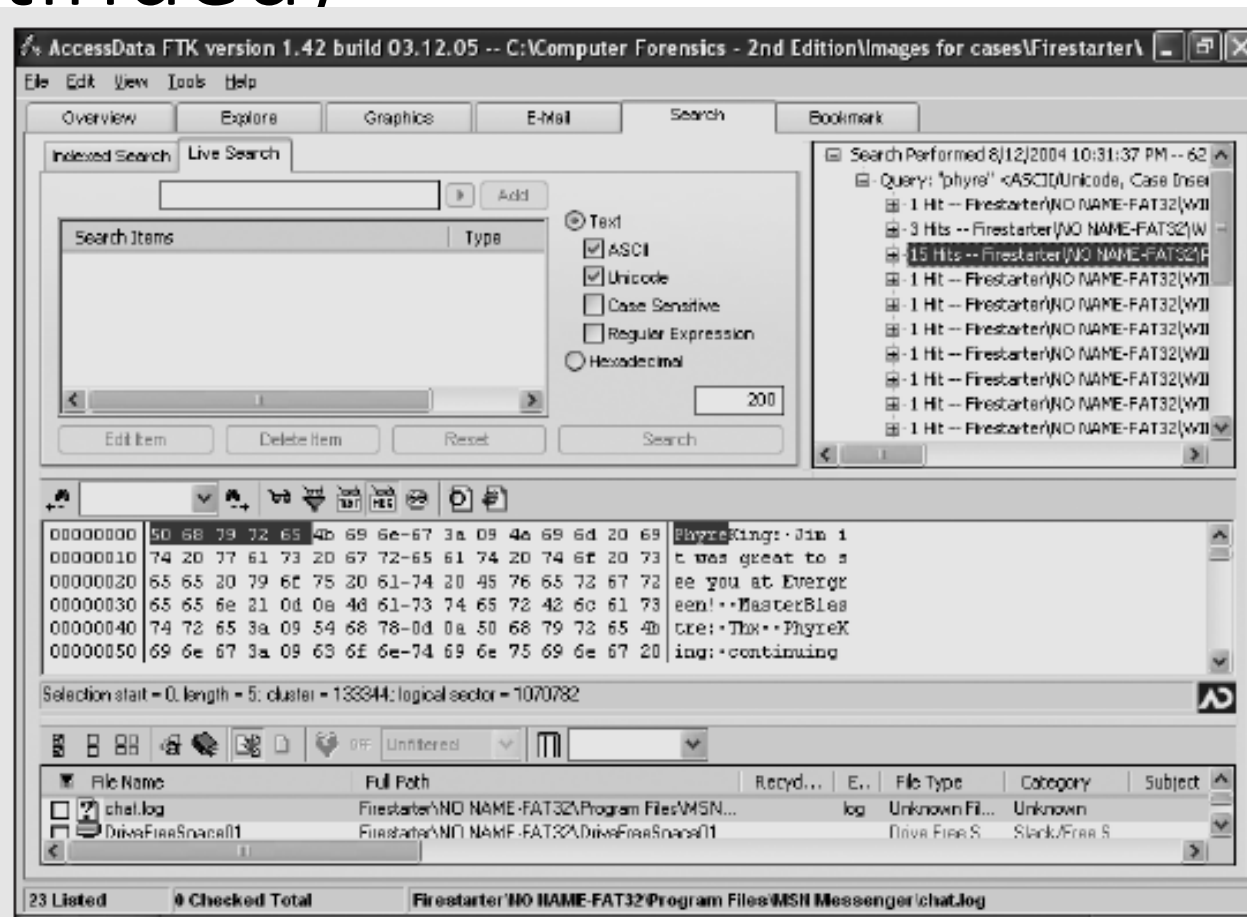 AccessData FTK version 1.42 build 03.12.05 -- C:\Computer Forensics - 2nd Edition\Images for cases\Firestarter\
File Edit View Tools Help
Overview Explore Graphics E-Mail Search Bookmark
Indexed Search Live Search
Add
Search Items Type
Text
ASCII
Unicode
Case Sensitive
Regular Expression
Hexadecimal
200
Edit Item Delete Item Reset Search
Search Performed 8/12/2004 10:31:37 PM -- 62
Query: "phyre" <ASCII/Unicode, Case Inse
1 Hit -- Firestarter\NO NAME-FAT32\WI
3 Hits -- Firestarter\NO NAME-FAT32\W
15 Hits -- Firestarter\NO NAME-FAT32\P
1 Hit -- Firestarter\NO NAME-FAT32\WI
1 Hit -- Firestarter\NO NAME-FAT32\WI
1 Hit -- Firestarter\NO NAME-FAT32\WI
1 Hit -- Firestarter\NO NAME-FAT32\WI
1 Hit -- Firestarter\NO NAME-FAT32\WI
1 Hit -- Firestarter\NO NAME-FAT32\WI
1 Hit -- Firestarter\NO NAME-FAT32\WI
00000000 50 68 79 72 65 4b 69 6e-67 3a 09 4a 69 6d 20 69 PhyreKing:·Jim i
00000010 74 20 77 61 73 20 67 72-65 61 74 20 74 6f 20 73 t was great to s
00000020 65 65 20 79 6f 75 20 61-74 20 45 76 65 72 67 72 ee you at Evergr
00000030 65 65 6e 21 0d 0a 4d 61-73 74 65 72 42 6c 61 73 een!··MasterBlas
00000040 74 72 65 3a 09 54 68 78-0d 0a 50 68 79 72 65 4b tre:·Thx··PhyreK
00000050 69 6e 67 3a 09 63 6f 6e-74 69 6e 75 69 6e 67 20 ing:·continuing
Selection start = 0, length = 5; cluster = 133344; logical sector = 1070782
OFF Unfiltered
File Name Full Path Recyd... E.. File Type Category Subject
chat.log Firestarter\NO NAME-FAT32\Program Files\MSN... log Unknown Fil... Unknown
DriveFreeSpace01 Firestarter\NO NAME-FAT32\DriveFreeSpace01 Drive Free S Slack/Free S
23 Listed 0 Checked Total Firestarter\NO NAME-FAT32\Program Files\MSN Messenger\chat.log